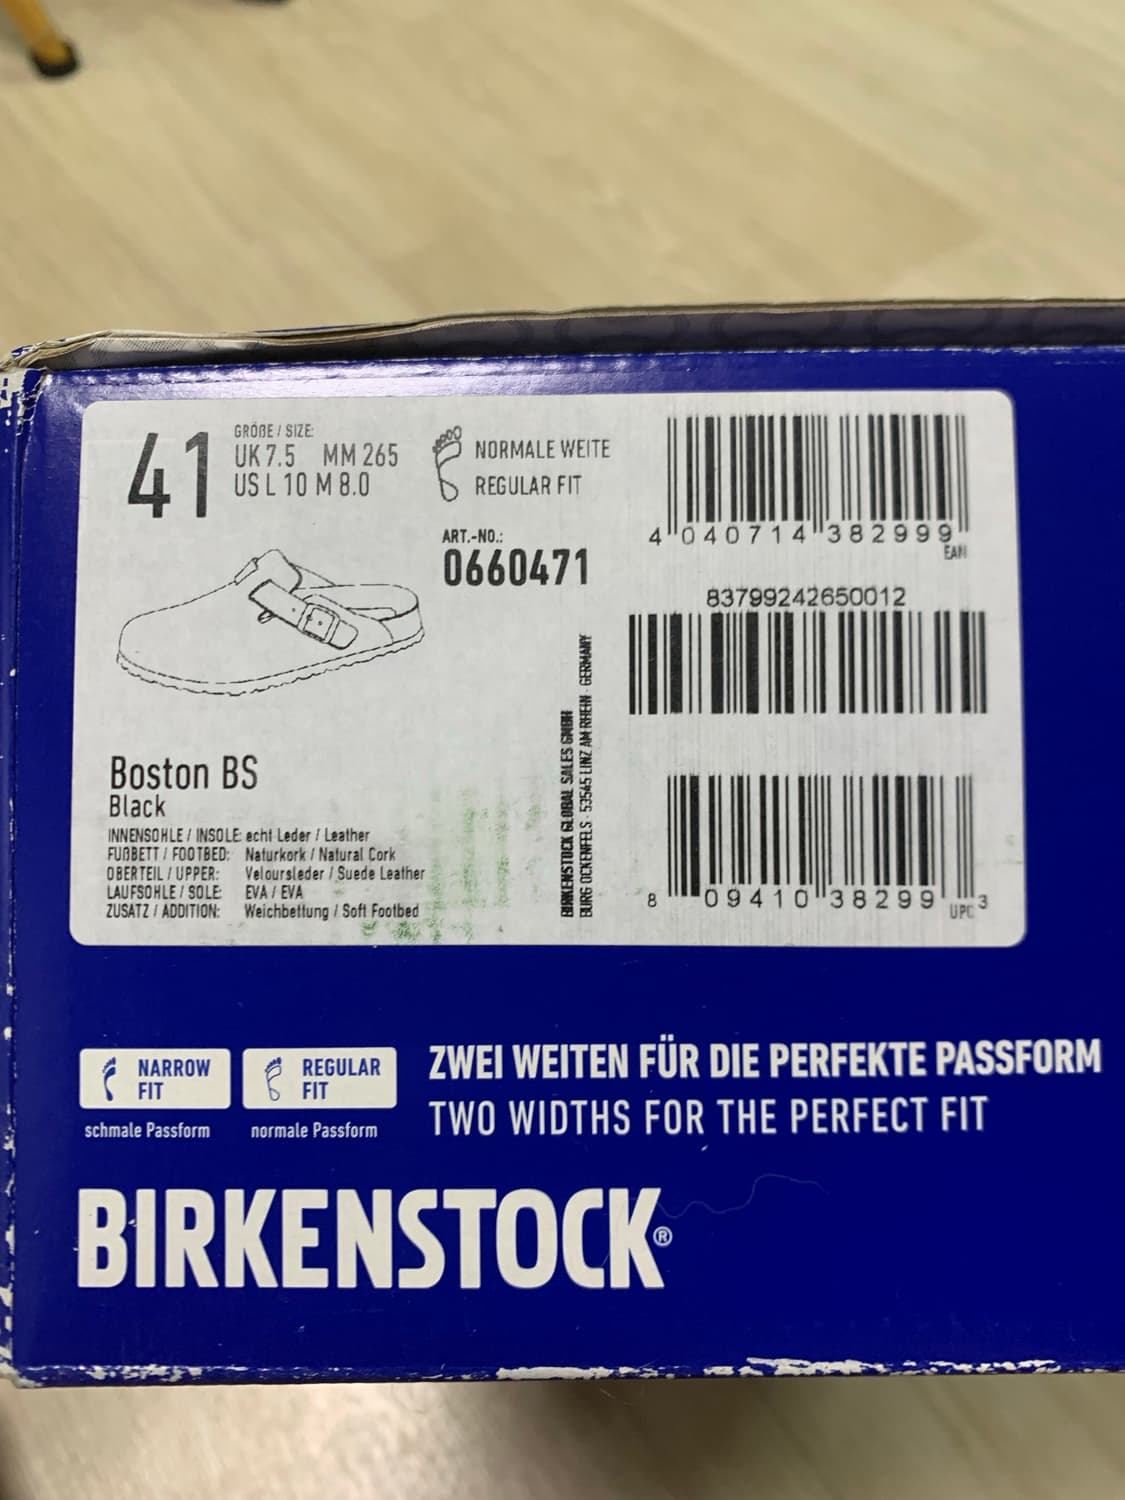 41
GRÖßE / SIZE:
UK 7.5 MM 265
US L 10 M 8.0
NORMALE WEITE
REGULAR FIT
ART.-NO.:
0660471
4 040714 382999
EAN
83799242650012
BIRKENSTOCK GLOBAL SALES GMBH
BURG OCKENFELS · 53545 LINZ AM RHEIN · GERMANY
Boston BS
Black
INNENSOHLE / INSOLE: echt Leder / Leather
FUßBETT / FOOTBED: Naturkork / Natural Cork
OBERTEIL / UPPER: Veloursleder / Suede Leather
LAUFSOHLE / SOLE: EVA / EVA
ZUSATZ / ADDITION: Weichbettung / Soft Footbed
8 09410 38299 3
UPC
NARROW FIT
schmale Passform
REGULAR FIT
normale Passform
ZWEI WEITEN FÜR DIE PERFEKTE PASSFORM
TWO WIDTHS FOR THE PERFECT FIT
BIRKENSTOCK®